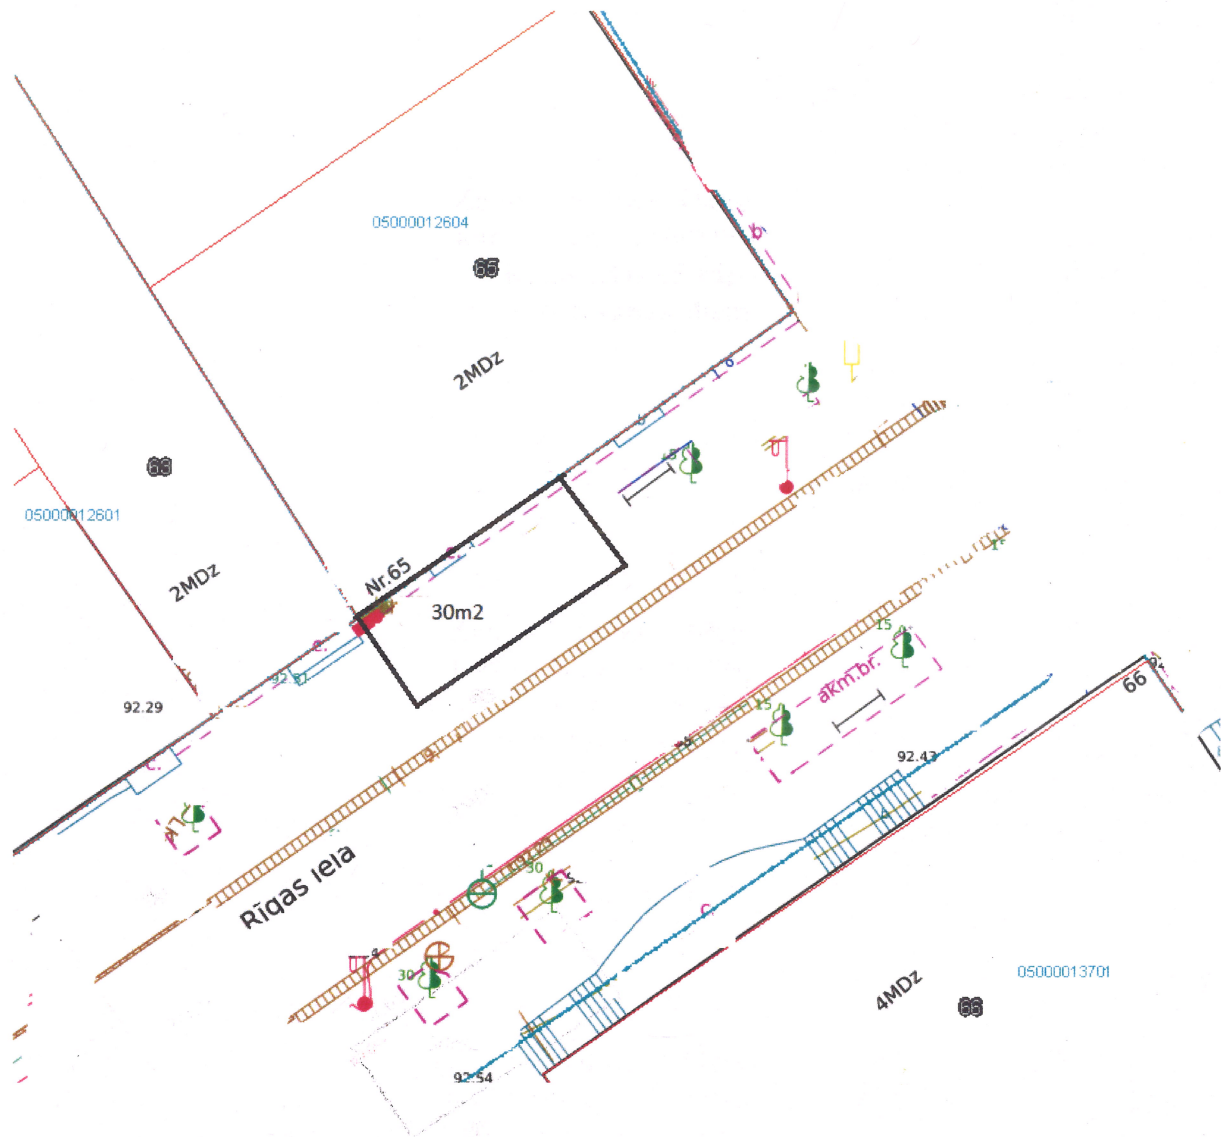 05000012604
65
2MDz
63
05000012601
2MDz
Nr.65
30m2
c.
92.29
c.
15
akm.br.
15
66
92.43
Rīgas iela
30
30
c.
05000013701
4MDz
66
92.54